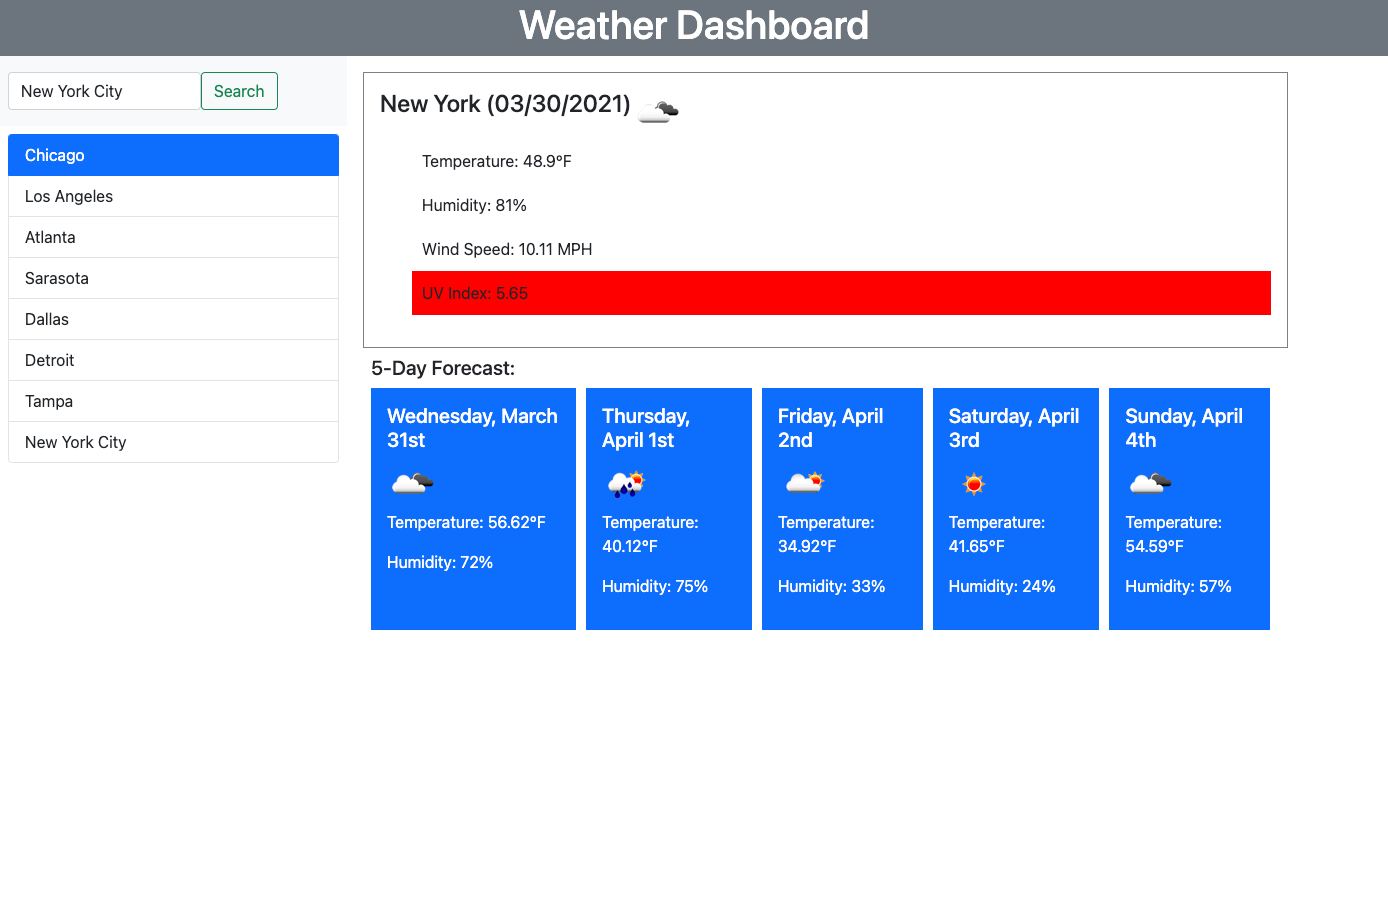 Weather Dashboard
New York City
Search
Chicago
Los Angeles
Atlanta
Sarasota
Dallas
Detroit
Tampa
New York City
New York (03/30/2021)
Temperature: 48.9°F
Humidity: 81%
Wind Speed: 10.11 MPH
UV Index: 5.65
5-Day Forecast:
Wednesday, March
31st
Temperature: 56.62°F
Humidity: 72%
Thursday,
April 1st
Temperature:
40.12°F
Humidity: 75%
Friday, April
2nd
Temperature:
34.92°F
Humidity: 33%
Saturday, April
3rd
Temperature:
41.65°F
Humidity: 24%
Sunday, April
4th
Temperature:
54.59°F
Humidity: 57%